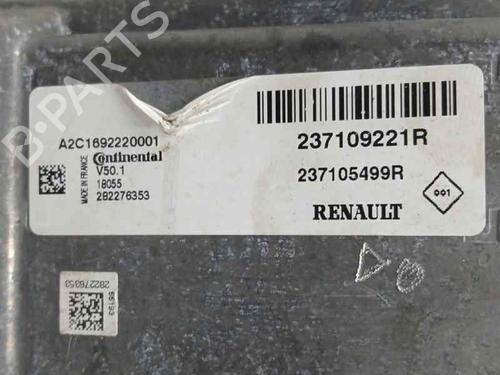 B-PARTS
A2C1692220001
Continental
MADE IN FRANCE
V50.1
18055
282276353
237109221R
237105499R
RENAULT
001
282276353